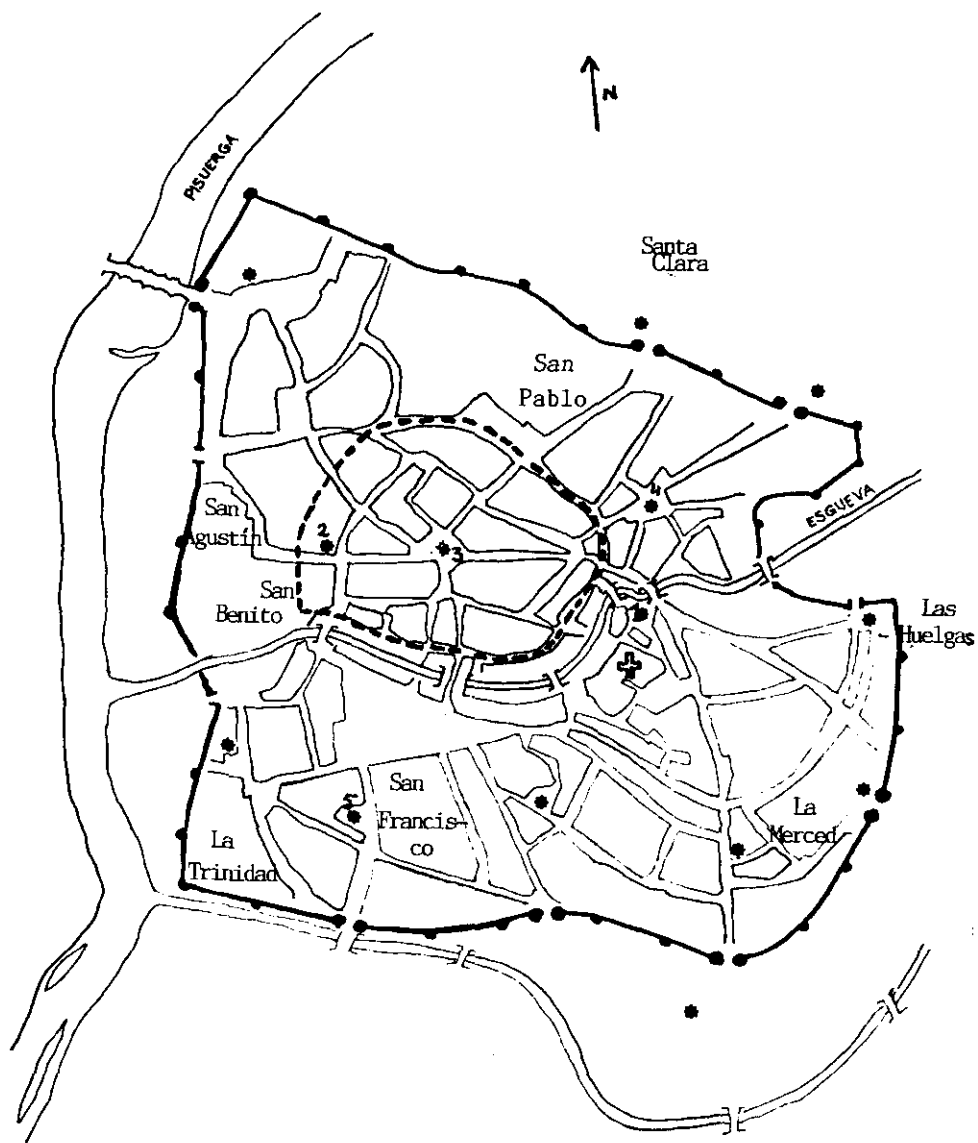 N
PISUERGA
Santa
Clara
San
Pablo
4
ESGUEVA
San
Agustín
2
3
San
Benito
Las
Huelgas
5
San
Francis-
co
La
Merced
La
Trinidad